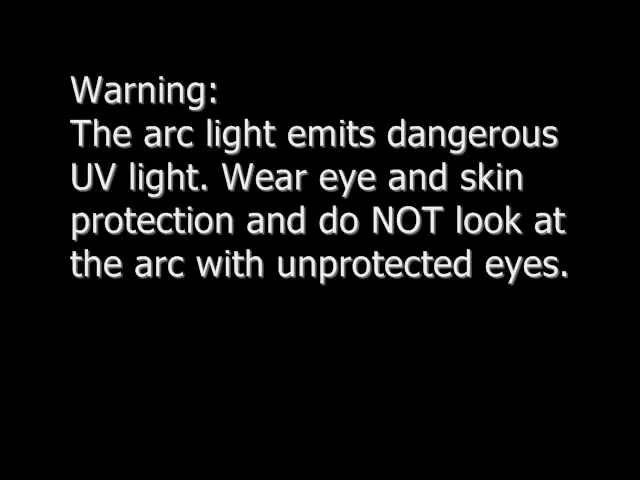 Warning:
The arc light emits dangerous
UV light. Wear eye and skin
protection and do NOT look at
the arc with unprotected eyes.